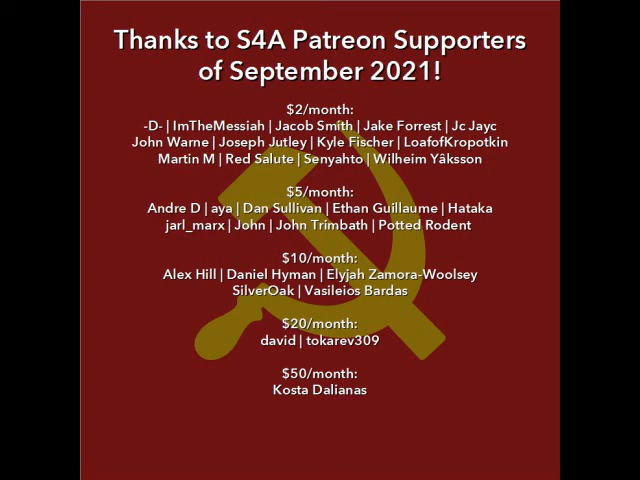 Thanks to S4A Patreon Supporters
of September 2021!
$2/month:
-D- | ImTheMessiah | Jacob Smith | Jake Forrest | Jc Jayc
John Warne | Joseph Jutley | Kyle Fischer | LoafofKropotkin
Martin M | Red Salute | Senyahto | Wilheim Yâksson
$5/month:
Andre D | aya | Dan Sullivan | Ethan Guillaume | Hataka
jarl_marx | John | John Trimbath | Potted Rodent
$10/month:
Alex Hill | Daniel Hyman | Elyjah Zamora-Woolsey
SilverOak | Vasileios Bardas
$20/month:
david | tokarev309
$50/month:
Kosta Dalianas